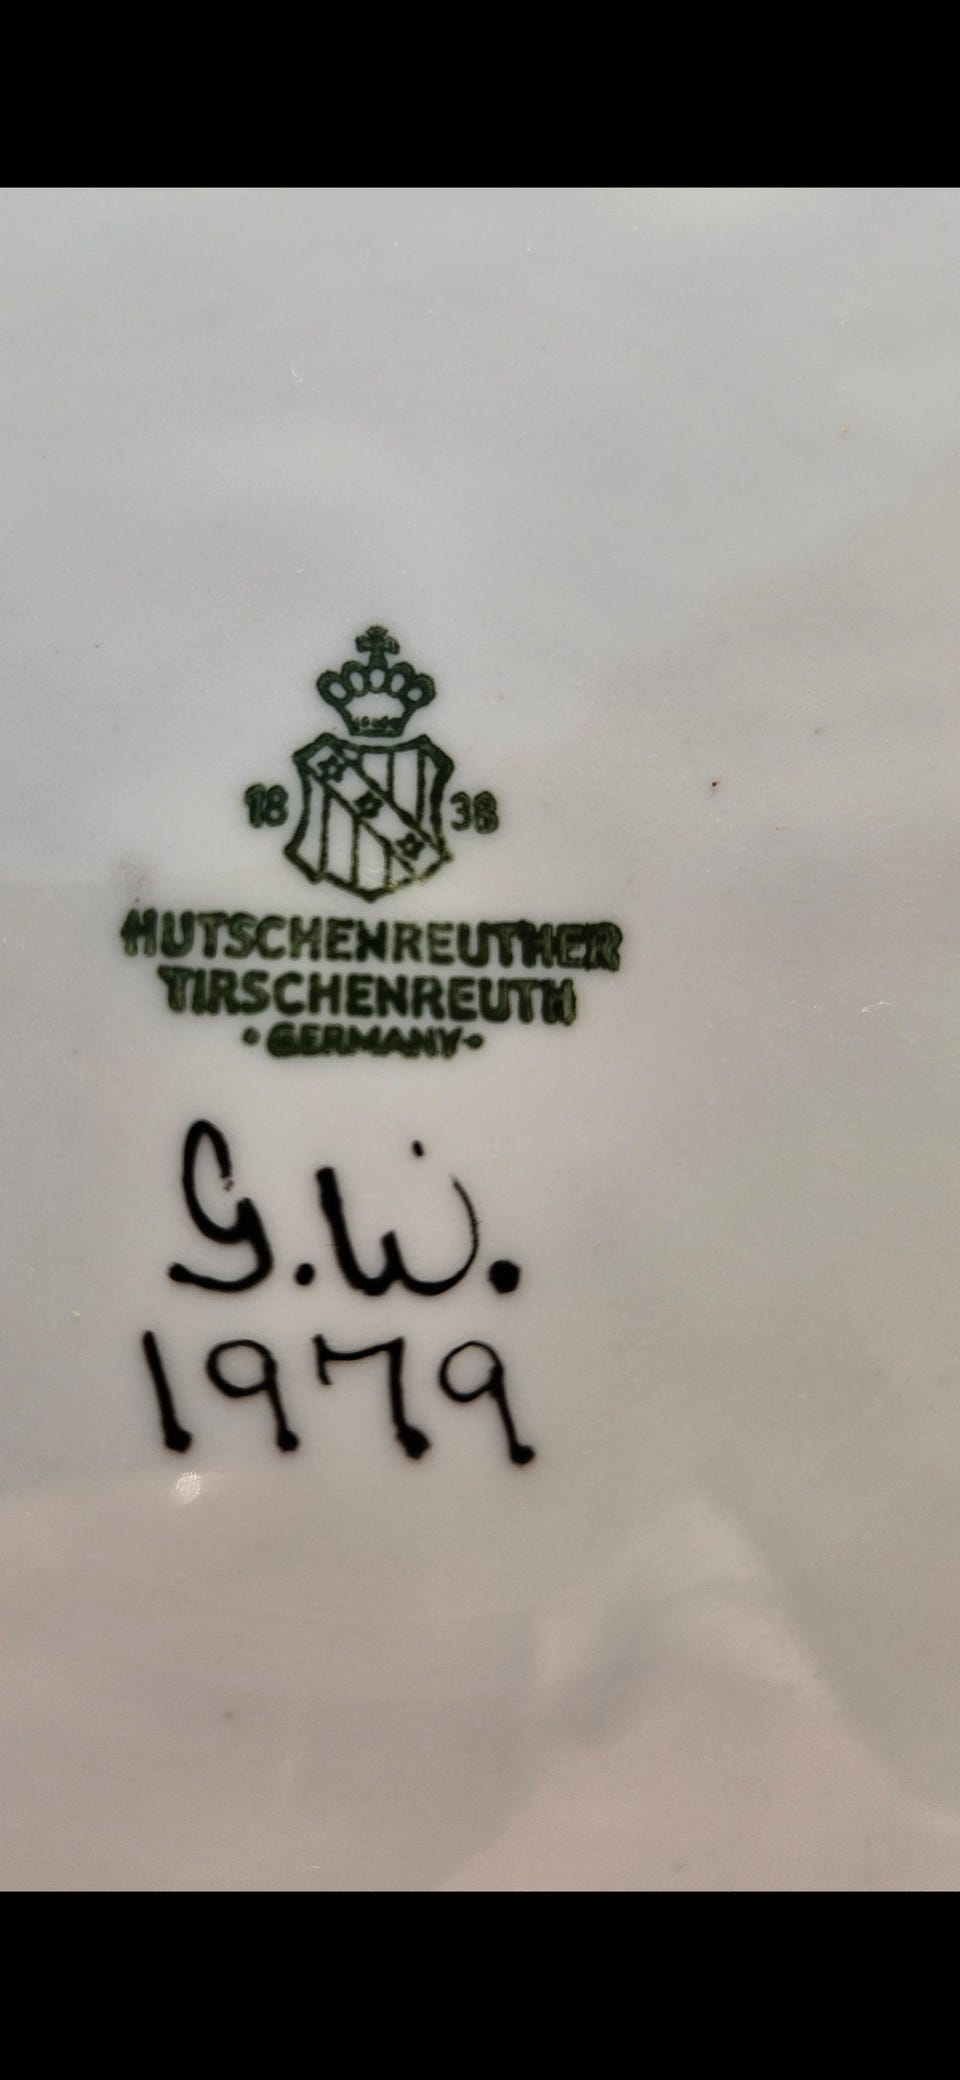 18 38
HUTSCHENREUTHER
TIRSCHENREUTH
• GERMANY •
G.W.
1979